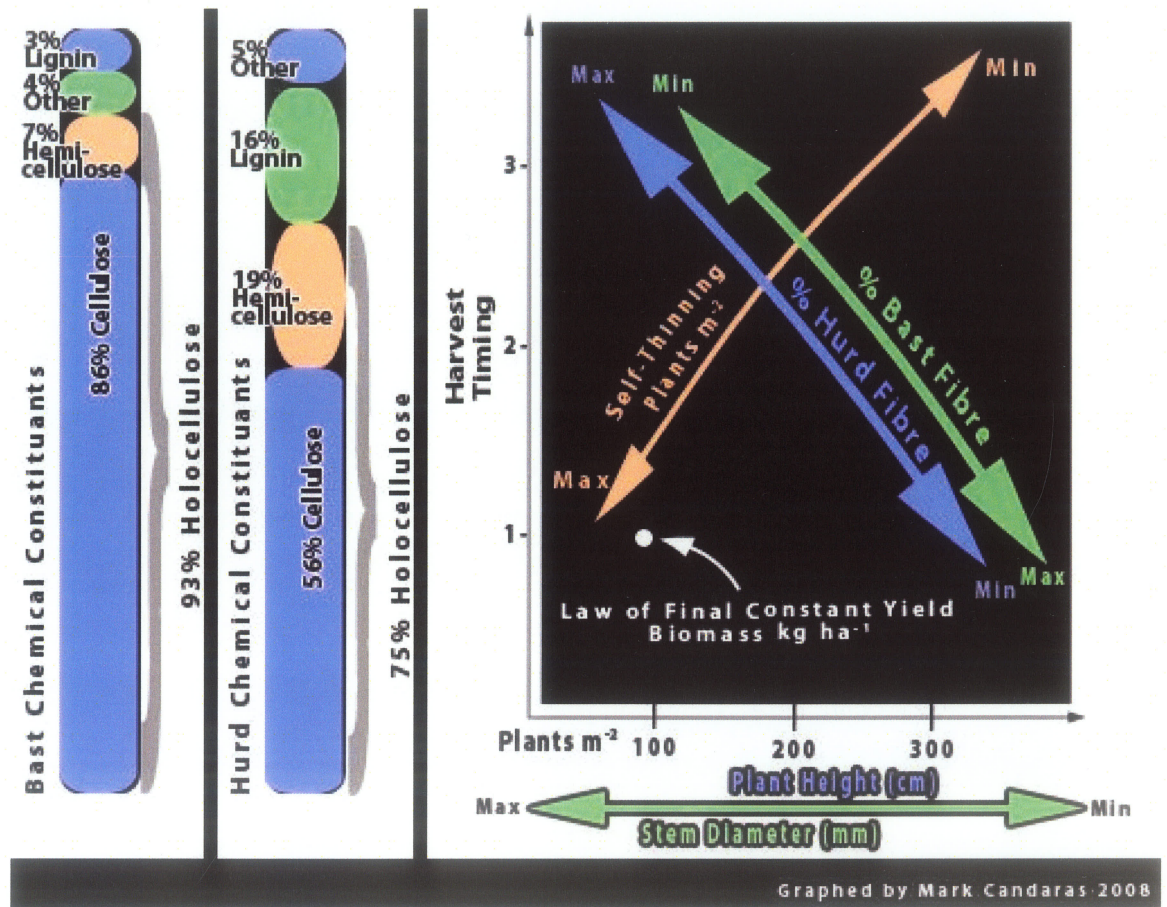 3%
Lignin
4%
Other
7%
Hemi-
cellulose
86% Cellulose
Bast Chemical Constituants
93% Holocellulose
5%
Other
16%
Lignin
19%
Hemi-
cellulose
56% Cellulose
Hurd Chemical Constituants
75% Holocellulose
Harvest
Timing
3
2
1
Max
Min
Min
Self-Thinning
Plants m⁻²
% Hurd Fibre
% Bast Fibre
Max
Min
Max
Law of Final Constant Yield
Biomass kg ha⁻¹
Plants m⁻²
100
200
300
Plant Height (cm)
Max
Min
Stem Diameter (mm)
Graphed by Mark Candaras 2008